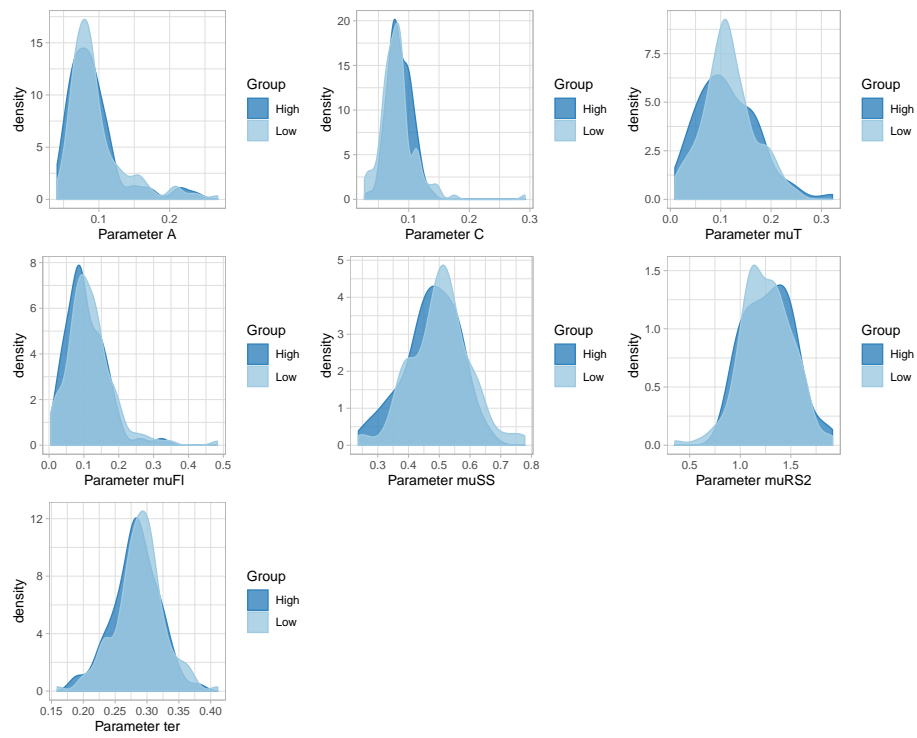 density
15
10
5
0
0.1
0.2
Parameter A
Group
High
Low
density
20
15
10
5
0
0.1
0.2
0.3
Parameter C
Group
High
Low
density
7.5
5.0
2.5
0.0
0.0
0.1
0.2
0.3
Parameter muT
Group
High
Low
density
8
6
4
2
0
0.0
0.1
0.2
0.3
0.4
0.5
Parameter muFI
Group
High
Low
density
5
4
3
2
1
0
0.3
0.4
0.5
0.6
0.7
0.8
Parameter muSS
Group
High
Low
density
1.5
1.0
0.5
0.0
0.5
1.0
1.5
Parameter muRS2
Group
High
Low
density
12
8
4
0
0.15
0.20
0.25
0.30
0.35
0.40
Parameter ter
Group
High
Low